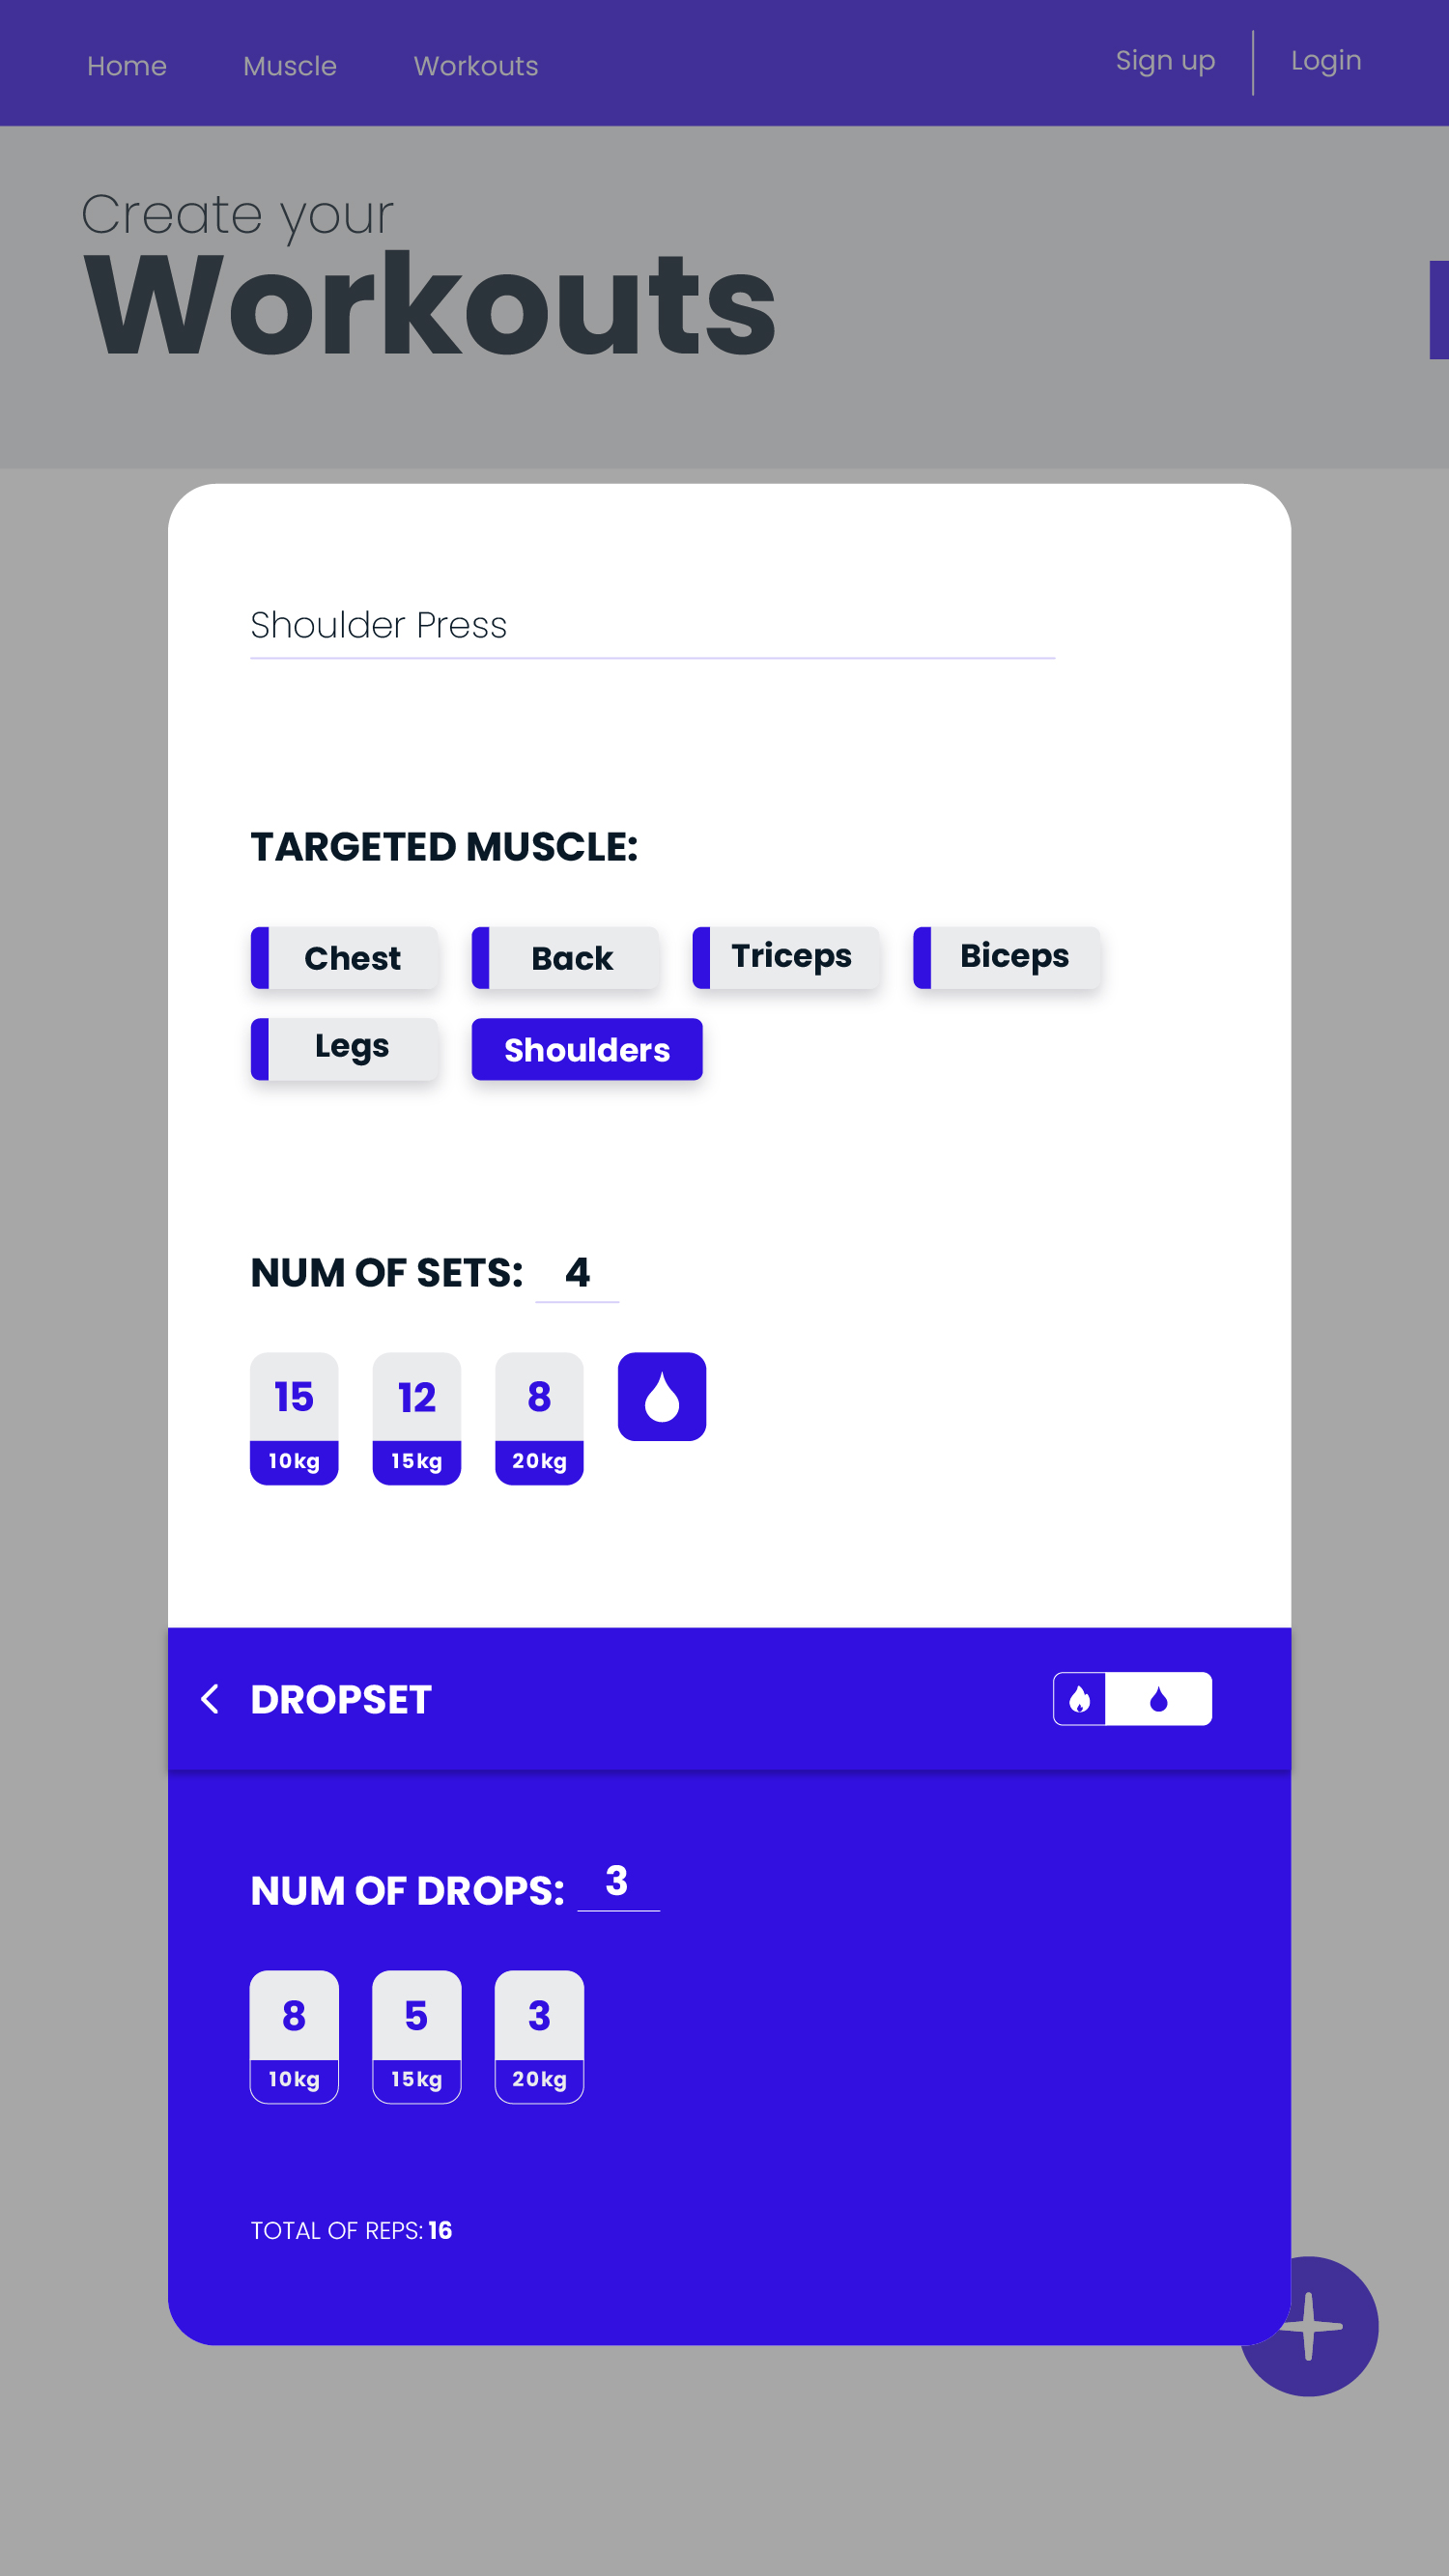 Home Muscle Workouts Sign up Login
Create your
Workouts
Shoulder Press
TARGETED MUSCLE:
Chest Back Triceps Biceps
Legs Shoulders
NUM OF SETS: 4
15 12 8
10kg 15kg 20kg
DROPSET
NUM OF DROPS: 3
8 5 3
10kg 15kg 20kg
TOTAL OF REPS: 16